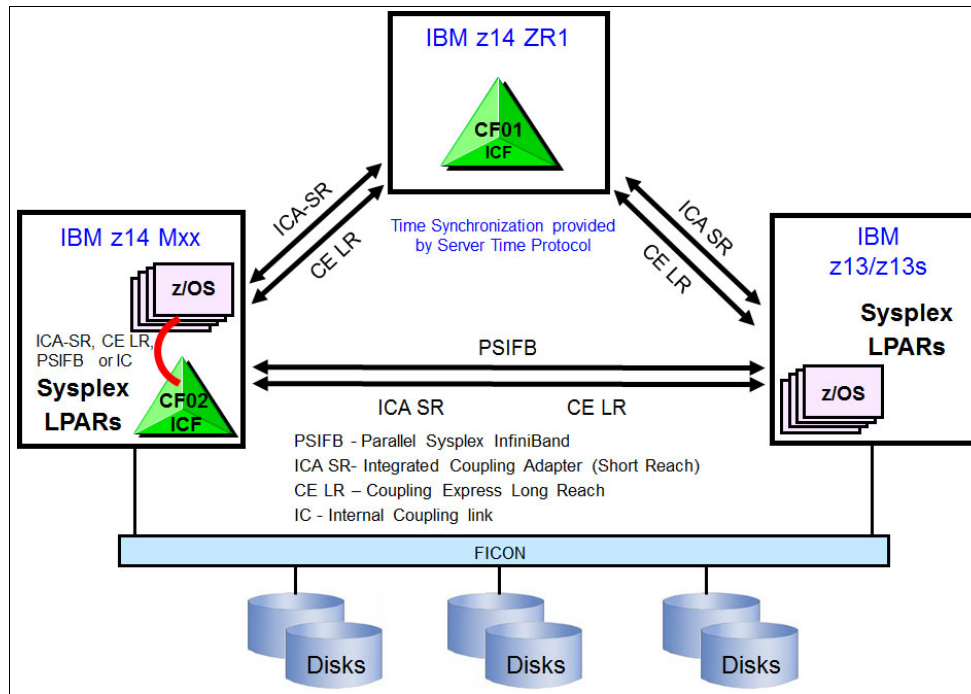 IBM z14 ZR1
CF01
ICF
ICA-SR
CE LR
Time Synchronization provided
by Server Time Protocol
ICA SR
CE LR
IBM z14 Mxx
z/OS
ICA-SR, CE LR,
PSIFB or IC
Sysplex
LPARs
CF02
ICF
IBM
z13/z13s
Sysplex
LPARs
z/OS
PSIFB
ICA SR CE LR
PSIFB - Parallel Sysplex InfiniBand
ICA SR- Integrated Coupling Adapter (Short Reach)
CE LR – Coupling Express Long Reach
IC - Internal Coupling link
FICON
Disks
Disks
Disks